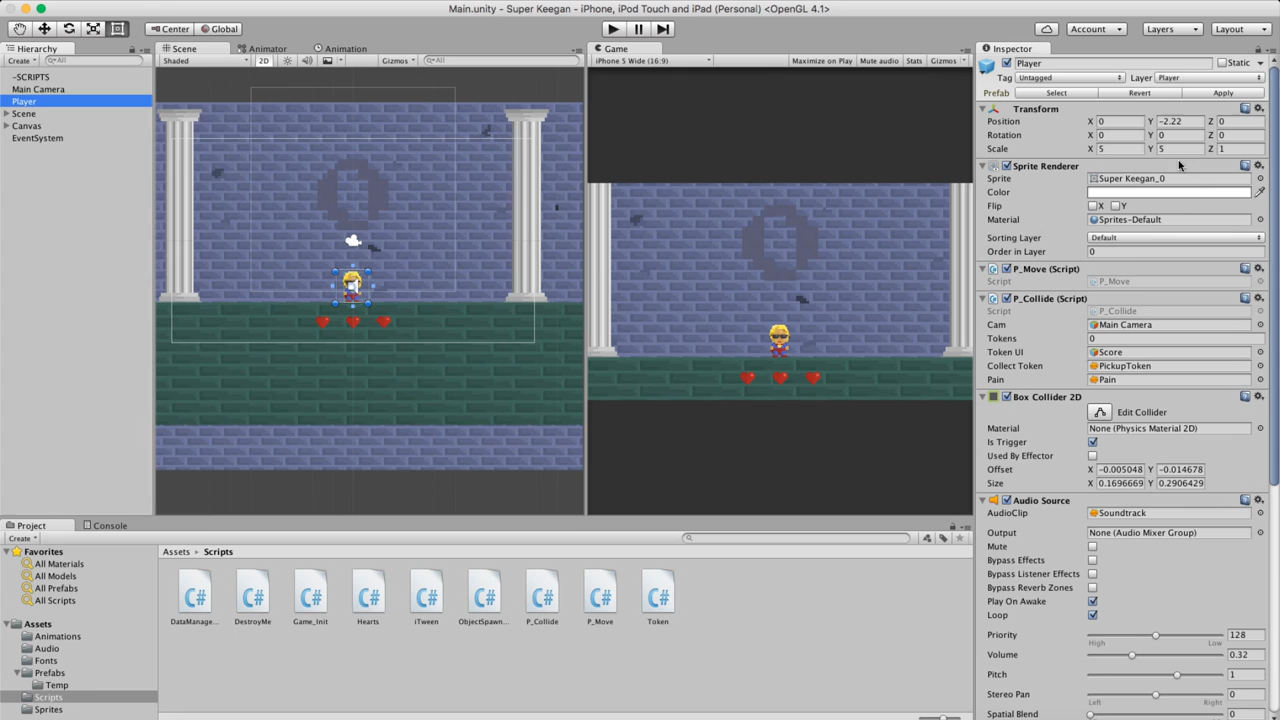 Main.unity - Super Keegan - iPhone, iPod Touch and iPad (Personal) <OpenGL 4.1>
Center Global Account Layers Layout
Hierarchy
Create All
-SCRIPTS
Main Camera
Player
Scene
Canvas
EventSystem
Scene Animator Animation
Shaded 2D Gizmos All
Game
iPhone 5 Wide (16:9) Maximize on Play Mute audio Stats Gizmos
Inspector
Player Static
Tag Untagged Layer Player
Prefab Select Revert Apply
Transform
Position X 0 Y -2.22 Z 0
Rotation X 0 Y 0 Z 0
Scale X 5 Y 5 Z 1
Sprite Renderer
Sprite Super Keegan_0
Color
Flip X Y
Material Sprites-Default
Sorting Layer Default
Order in Layer 0
P_Move (Script)
Script P_Move
P_Collide (Script)
Script P_Collide
Cam Main Camera
Tokens 0
Token UI Score
Collect Token PickupToken
Pain Pain
Box Collider 2D
Edit Collider
Material None (Physics Material 2D)
Is Trigger
Used By Effector
Offset X -0.005048 Y -0.014678
Size X 0.1696669 Y 0.2906429
Audio Source
AudioClip Soundtrack
Output None (Audio Mixer Group)
Mute
Bypass Effects
Bypass Listener Effects
Bypass Reverb Zones
Play On Awake
Loop
Priority 128
High Low
Volume 0.32
Pitch 1
Stereo Pan 0
Left Right
Spatial Blend 0
Project Console
Create
Favorites
All Materials
All Models
All Prefabs
All Scripts
Assets
Animations
Audio
Fonts
Prefabs
Temp
Scripts
Sprites
Assets Scripts
C# C# C# C# C# C# C# C# C#
DataManage... DestroyMe Game_Init Hearts iTween ObjectSpawn... P_Collide P_Move Token